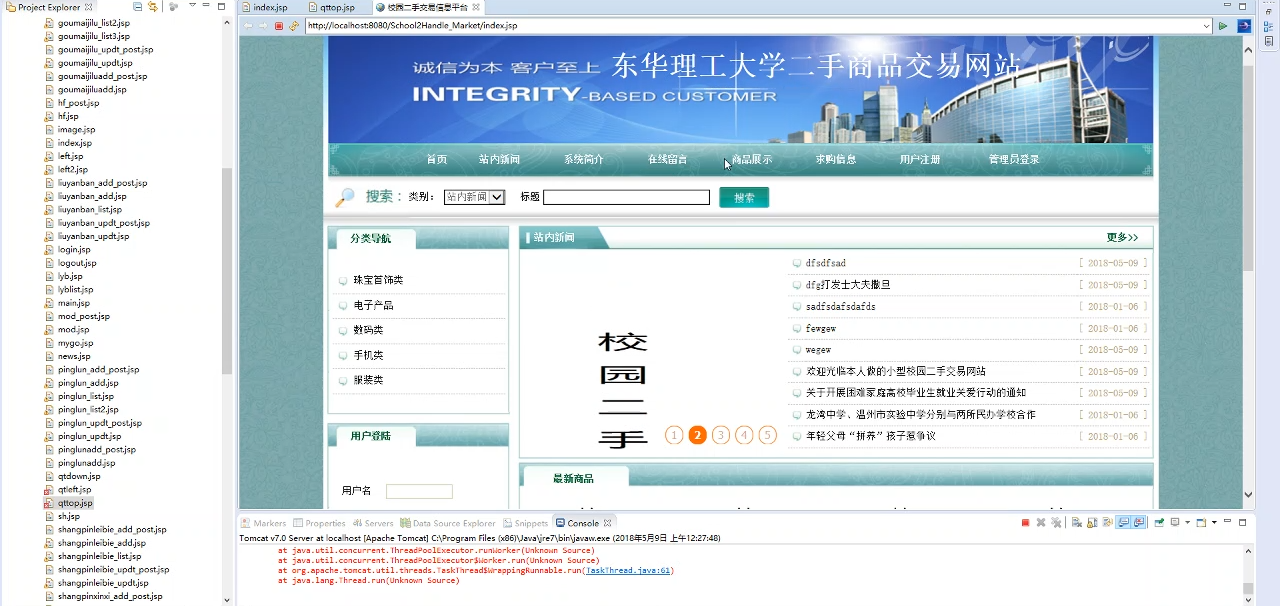 Project Explorer
goumaijilu_list2.jsp
goumaijilu_list3.jsp
goumaijilu_updt_post.jsp
goumaijilu_updt.jsp
goumaijiluadd_post.jsp
goumaijiluadd.jsp
hf_post.jsp
hf.jsp
image.jsp
index.jsp
left.jsp
left2.jsp
liuyanban_add_post.jsp
liuyanban_add.jsp
liuyanban_list.jsp
liuyanban_updt_post.jsp
liuyanban_updt.jsp
login.jsp
logout.jsp
lyb.jsp
lyblist.jsp
main.jsp
mod_post.jsp
mod.jsp
mygo.jsp
news.jsp
pinglun_add_post.jsp
pinglun_add.jsp
pinglun_list.jsp
pinglun_list2.jsp
pinglun_updt_post.jsp
pinglun_updt.jsp
pinglunadd_post.jsp
pinglunadd.jsp
qtdown.jsp
qtleft.jsp
qttop.jsp
sh.jsp
shangpinleibie_add_post.jsp
shangpinleibie_add.jsp
shangpinleibie_list.jsp
shangpinleibie_updt_post.jsp
shangpinleibie_updt.jsp
shangpinxinxi_add_post.jsp
index.jsp qttop.jsp 校园二手交易信息平台
http://localhost:8080/School2Handle_Market/index.jsp
诚信为本 客户至上 东华理工大学二手商品交易网站
INTEGRITY-BASED CUSTOMER
首页 站内新闻 系统简介 在线留言 商品展示 求购信息 用户注册 管理员登录
搜索: 类别: 站内新闻 标题 搜索
分类导航
珠宝首饰类
电子产品
数码类
手机类
服装类
用户登陆
用户名
站内新闻 更多>>
校
园
二
手
1 2 3 4 5
dfsdfsad [ 2018-05-09 ]
dfg打发士大夫撒旦 [ 2018-05-09 ]
sadfsdafsdafds [ 2018-01-06 ]
fewgew [ 2018-01-06 ]
wegew [ 2018-05-09 ]
欢迎光临本人做的小型校园二手交易网站 [ 2018-05-09 ]
关于开展困难家庭高校毕业生就业关爱行动的通知 [ 2018-05-09 ]
龙湾中学、温州市实验中学分别与两所民办学校合作 [ 2018-01-06 ]
年轻父母“拼养”孩子惹争议 [ 2018-01-06 ]
最新商品
Markers Properties Servers Data Source Explorer Snippets Console
Tomcat v7.0 Server at localhost [Apache Tomcat] C:\Program Files (x86)\Java\jre7\bin\javaw.exe (2018年5月9日 上午12:27:48)
at java.util.concurrent.ThreadPoolExecutor.runWorker(Unknown Source)
at java.util.concurrent.ThreadPoolExecutor$Worker.run(Unknown Source)
at org.apache.tomcat.util.threads.TaskThread$WrappingRunnable.run(TaskThread.java:61)
at java.lang.Thread.run(Unknown Source)